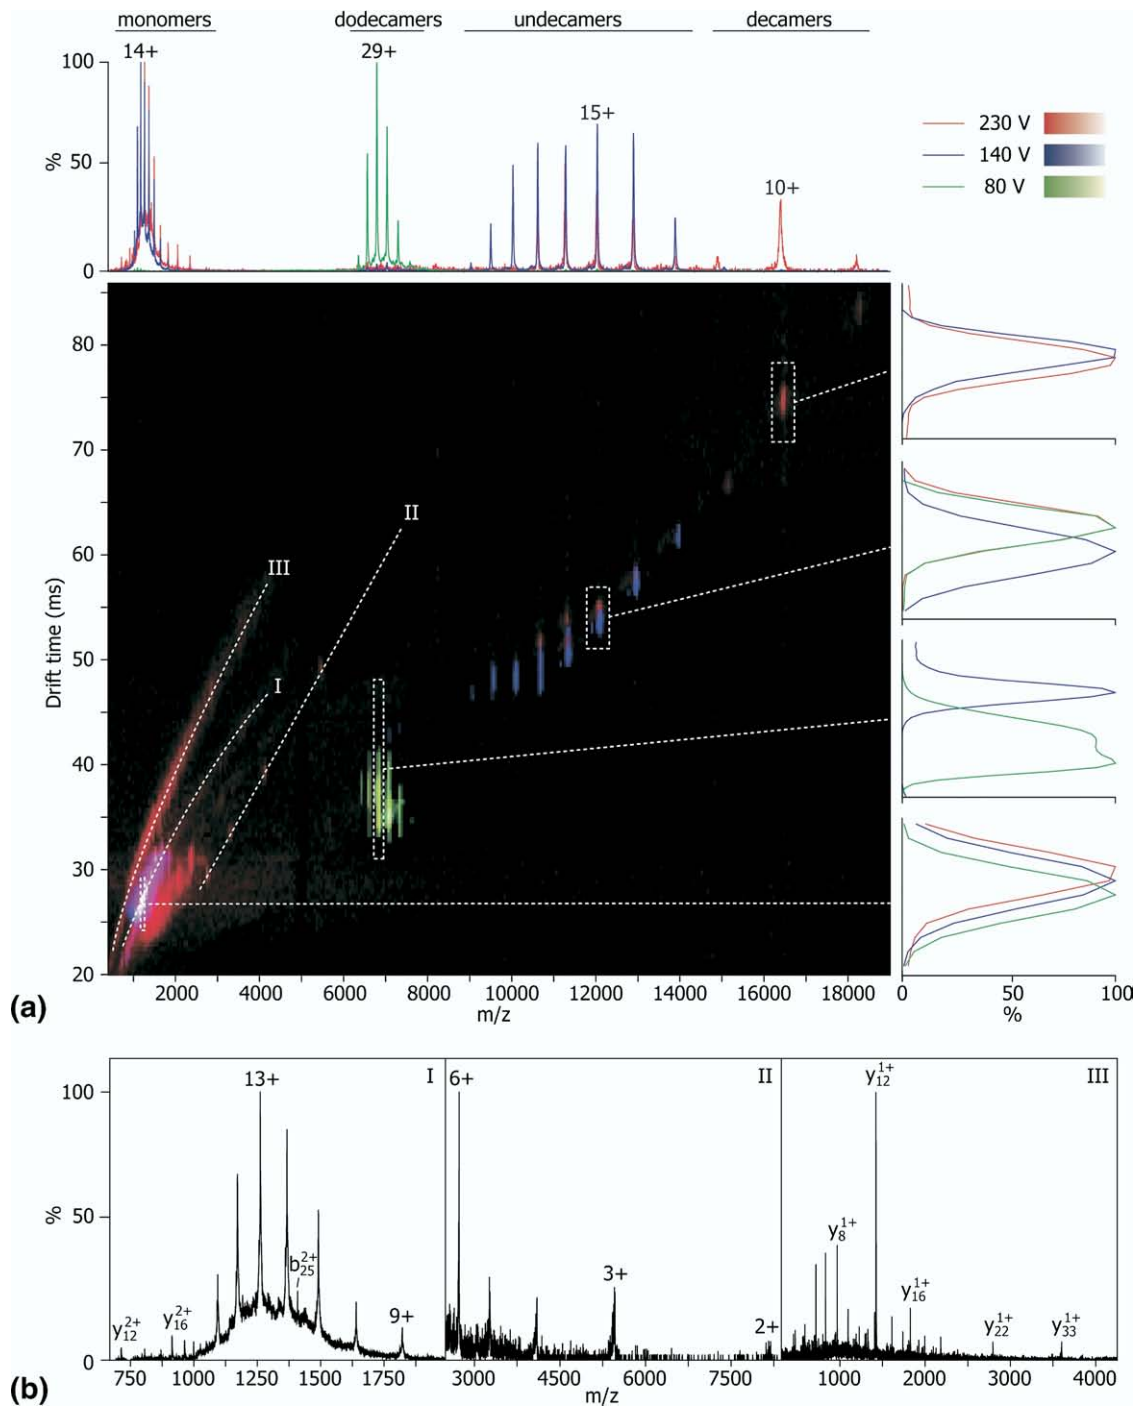 monomers dodecamers undecamers decamers
14+ 29+ 15+ 10+
100
50
0
%
230 V
140 V
80 V
80
70
60
50
40
30
20
Drift time (ms)
III
II
I
2000 4000 6000 8000 10000 12000 14000 16000 18000
m/z
0 50 100
%
(a)
100
50
0
%
13+ I
y12 2+
y16 2+
b25 2+
9+
6+ II
3+
2+
y12 1+ III
y8 1+
y16 1+
y22 1+
y33 1+
750 1000 1250 1500 1750 3000 4500 6000 7500 1000 2000 3000 4000
m/z
(b)